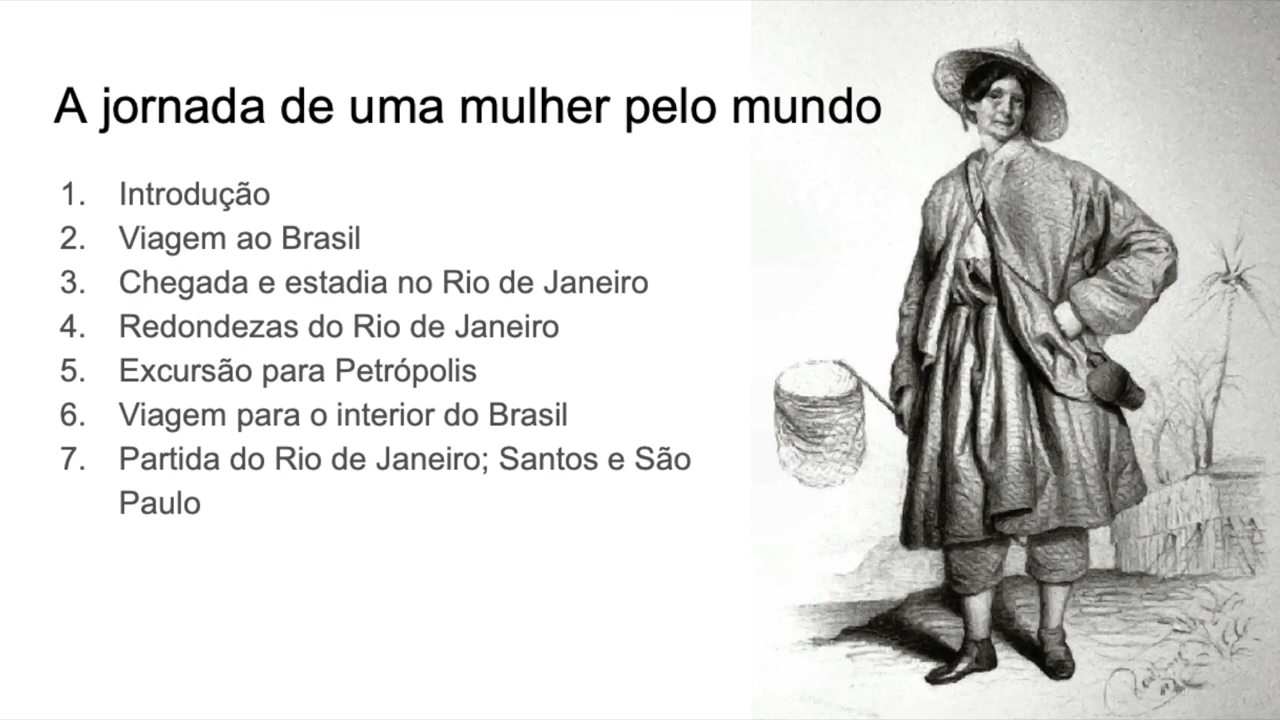 A jornada de uma mulher pelo mundo
1. Introdução
2. Viagem ao Brasil
3. Chegada e estadia no Rio de Janeiro
4. Redondezas do Rio de Janeiro
5. Excursão para Petrópolis
6. Viagem para o interior do Brasil
7. Partida do Rio de Janeiro; Santos e São
Paulo